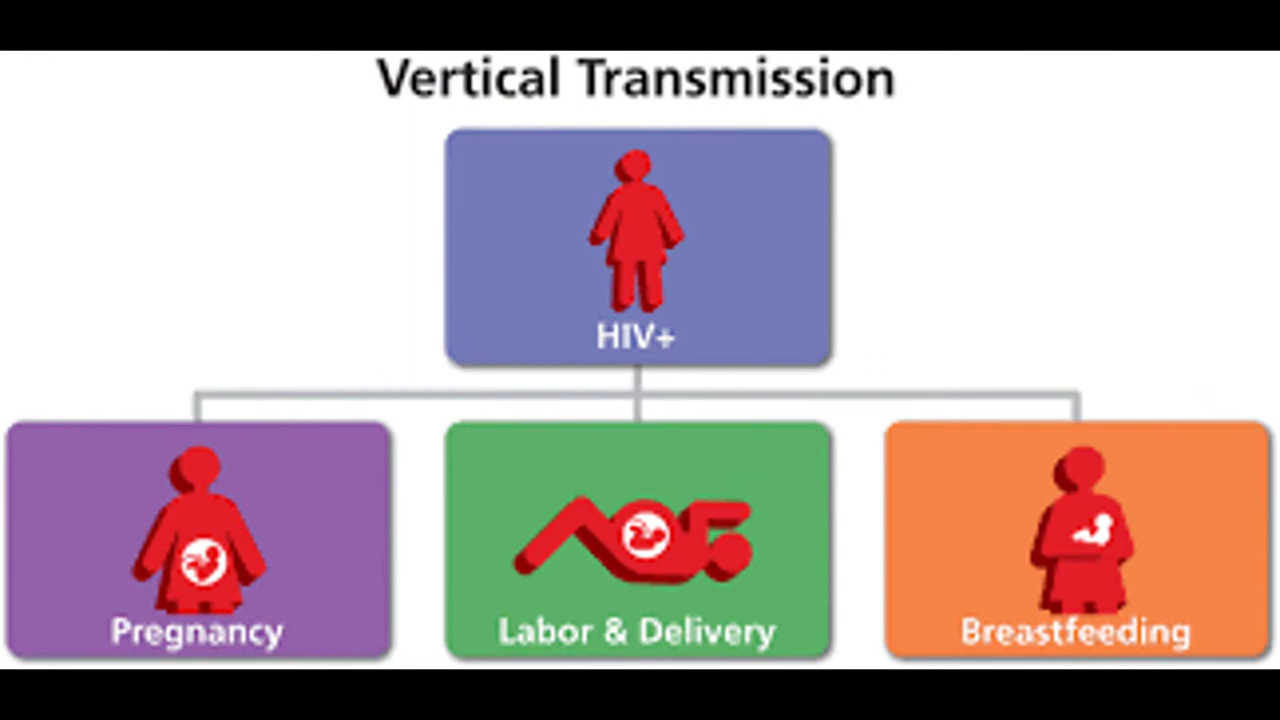 Vertical Transmission
HIV+
Pregnancy
Labor & Delivery
Breastfeeding